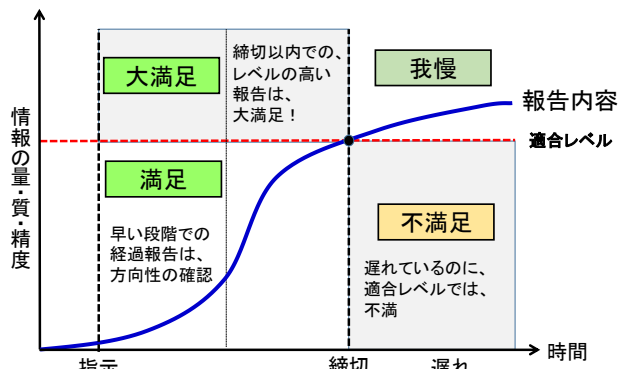 大満足
締切以内での、
レベルの高い
報告は、
大満足！
我慢
報告内容
適合レベル
情報の量・質・精度
満足
早い段階での
経過報告は、
方向性の確認
不満足
遅れているのに、
適合レベルでは、
不満
時間
指示
締切
遅れ